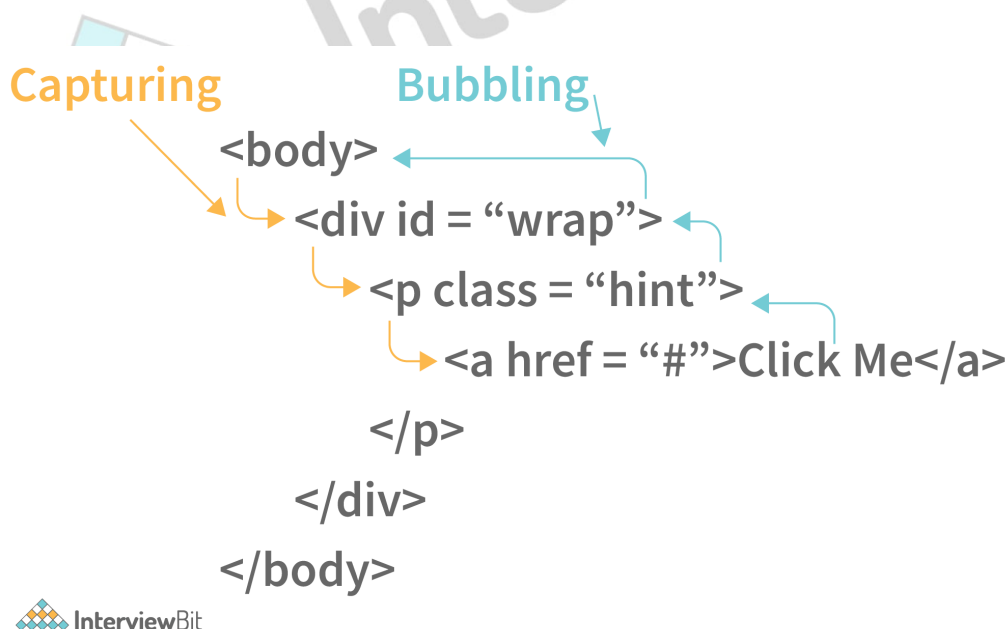 Capturing Bubbling
<body>
<div id = “wrap”>
<p class = “hint”>
<a href = “#”>Click Me</a>
</p>
</div>
</body>
InterviewBit